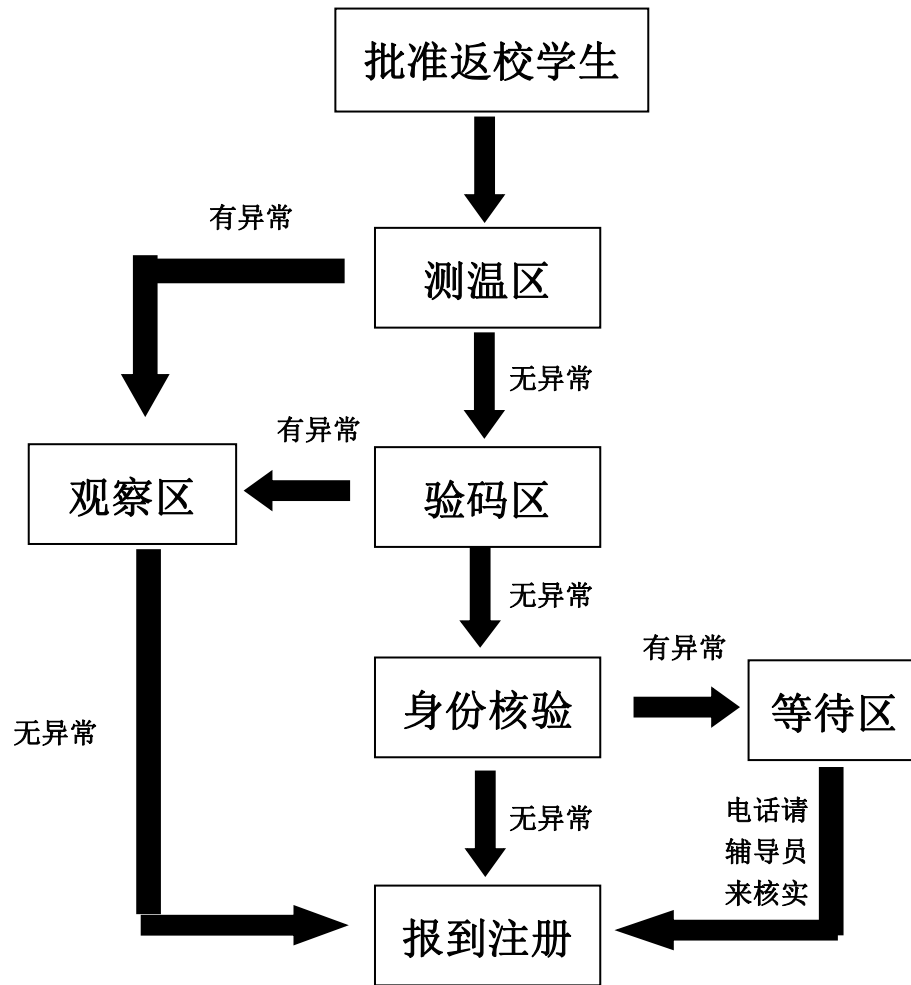 批准返校学生
有异常
测温区
无异常
有异常
观察区
验码区
无异常
有异常
身份核验
等待区
无异常
无异常
电话请
辅导员
来核实
报到注册